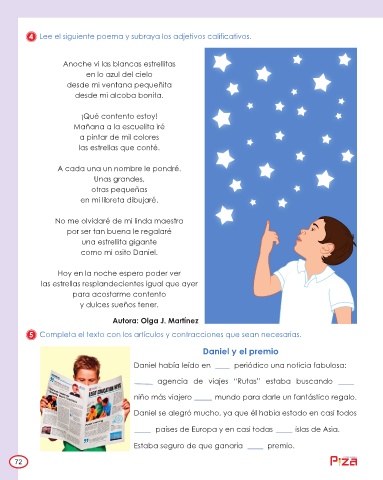 4 Lee el siguiente poema y subraya los adjetivos calificativos.
Anoche vi las blancas estrellitas
en lo azul del cielo
desde mi ventana pequeñita
desde mi alcoba bonita.
¡Qué contento estoy!
Mañana a la escuelita iré
a pintar de mil colores
las estrellas que conté.
A cada una un nombre le pondré.
Unas grandes,
otras pequeñas
en mi libreta dibujaré.
No me olvidaré de mi linda maestra
por ser tan buena le regalaré
una estrellita gigante
como mi osito Daniel.
Hoy en la noche espero poder ver
las estrellas resplandecientes igual que ayer
para acostarme contento
y dulces sueños tener.
Autora: Olga J. Martínez
5 Completa el texto con los artículos y contracciones que sean necesarias.
Daniel y el premio
Daniel había leído en ____ periódico una noticia fabulosa:
____ agencia de viajes "Rutas" estaba buscando ____
niño más viajero ____ mundo para darle un fantástico regalo.
Daniel se alegró mucho, ya que él había estado en casi todos
____ países de Europa y en casi todas ____ islas de Asia.
Estaba seguro de que ganaría ____ premio.
72